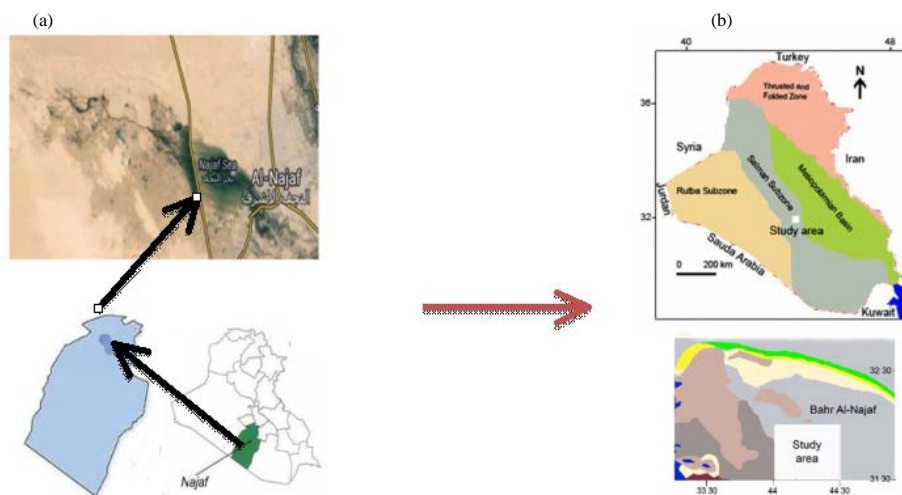 (a)
(b)
Najaf Sea
بحر النجف
Al-Najaf
النجف الأشرف
Najaf
40
48
Turkey
N
36
Thrusted And
Folded Zone
Syria
Iran
Salman Subzone
Mesopotamian Basin
Rutba Subzone
Jurdan
32
Study area
Sauda Arabia
0 200 km
Kuwait
32 30
Bahr Al-Najaf
Study
area
31 30
33 30
44
44 30